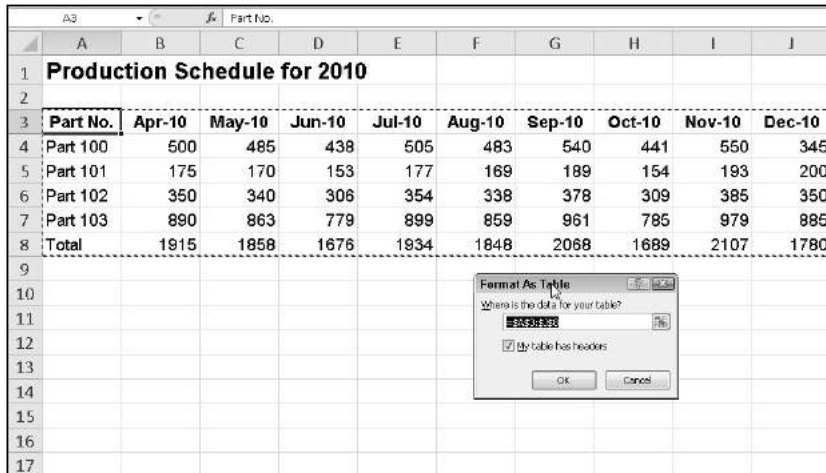 A3 fx Part No.
A B C D E F G H I J
1 Production Schedule for 2010
2
3 Part No. Apr-10 May-10 Jun-10 Jul-10 Aug-10 Sep-10 Oct-10 Nov-10 Dec-10
4 Part 100 500 485 438 505 483 540 441 550 345
5 Part 101 175 170 153 177 169 189 154 193 200
6 Part 102 350 340 306 354 338 378 309 385 350
7 Part 103 890 863 779 899 859 961 785 979 885
8 Total 1915 1858 1676 1934 1848 2068 1689 2107 1780
9
10
11
12
13
14
15
16
17
Format As Table
Where is the data for your table?
=$A$3:$J$8
My table has headers
OK Cancel